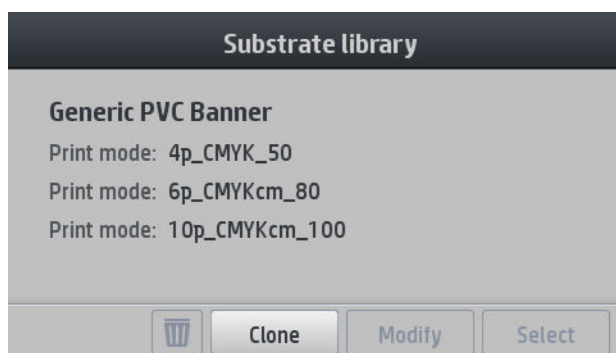 Substrate library
Generic PVC Banner
Print mode: 4p_CMYK_50
Print mode: 6p_CMYKcm_80
Print mode: 10p_CMYKcm_100
Clone Modify Select